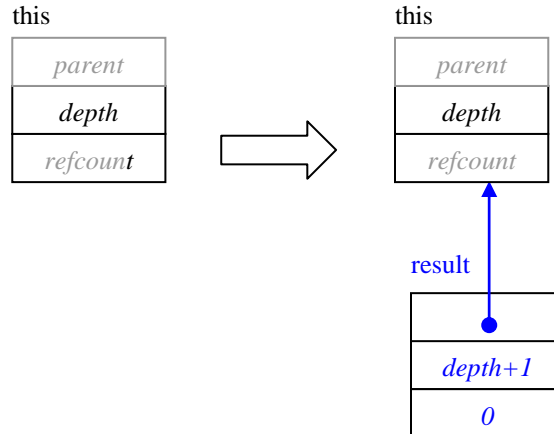 this
parent
depth
refcount
this
parent
depth
refcount
result
depth+1
0